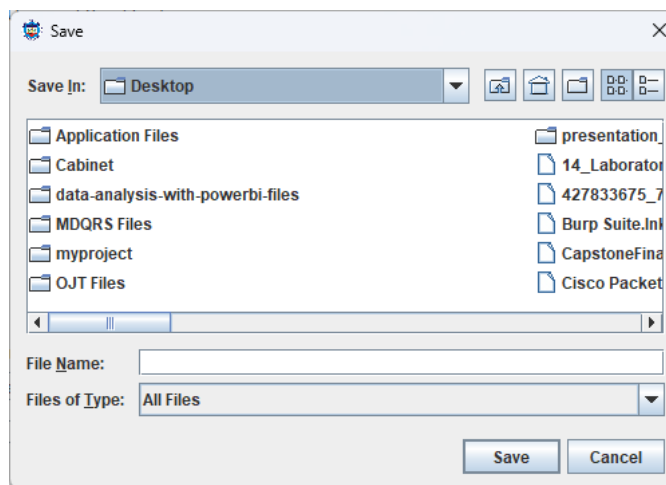 Save
Save In: Desktop
Application Files
Cabinet
data-analysis-with-powerbi-files
MDQRS Files
myproject
OJT Files
presentation_
14_Laborator
427833675_7
Burp Suite.lnk
CapstoneFina
Cisco Packet
File Name:
Files of Type: All Files
Save Cancel